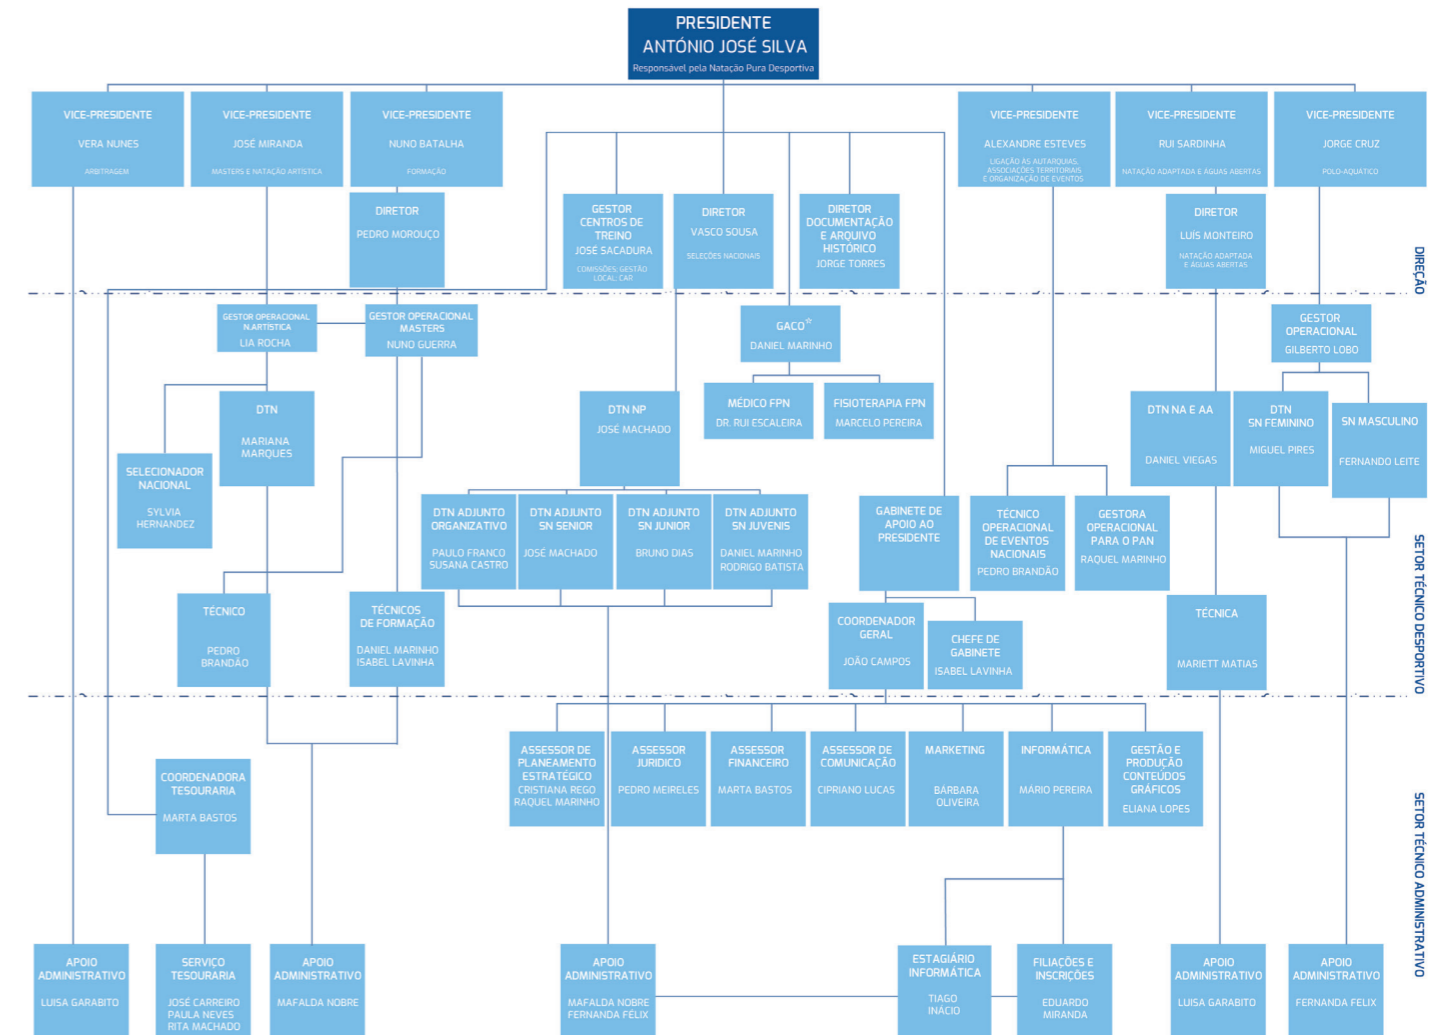 PRESIDENTE
ANTÓNIO JOSÉ SILVA
Responsável pela Natação Pura Desportiva
VICE-PRESIDENTE
VERA NUNES
ARBITRAGEM
VICE-PRESIDENTE
JOSÉ MIRANDA
MASTERS E NATAÇÃO ARTÍSTICA
VICE-PRESIDENTE
NUNO BATALHA
FORMAÇÃO
VICE-PRESIDENTE
ALEXANDRE ESTEVES
LIGAÇÃO ÀS AUTARQUIAS,
ASSOCIAÇÕES TERRITORIAIS
E ORGANIZAÇÃO DE EVENTOS
VICE-PRESIDENTE
RUI SARDINHA
NATAÇÃO ADAPTADA E ÁGUAS ABERTAS
VICE-PRESIDENTE
JORGE CRUZ
POLO-AQUÁTICO
DIRETOR
PEDRO MOROUÇO
GESTOR
CENTROS DE
TREINO
JOSÉ SACADURA
COMISSÕES; GESTÃO
LOCAL; CAR
DIRETOR
VASCO SOUSA
SELEÇÕES NACIONAIS
DIRETOR
DOCUMENTAÇÃO
E ARQUIVO
HISTÓRICO
JORGE TORRES
DIRETOR
LUÍS MONTEIRO
NATAÇÃO ADAPTADA
E ÁGUAS ABERTAS
DIREÇÃO
GESTOR OPERACIONAL
N.ARTÍSTICA
LIA ROCHA
GESTOR OPERACIONAL
MASTERS
NUNO GUERRA
GACO*
DANIEL MARINHO
GESTOR
OPERACIONAL
GILBERTO LOBO
DTN
MARIANA
MARQUES
DTN NP
JOSÉ MACHADO
MÉDICO FPN
DR. RUI ESCALEIRA
FISIOTERAPIA FPN
MARCELO PEREIRA
DTN NA E AA
DANIEL VIEGAS
DTN
SN FEMININO
MIGUEL PIRES
SN MASCULINO
FERNANDO LEITE
SELECIONADOR
NACIONAL
SYLVIA
HERNANDEZ
DTN ADJUNTO
ORGANIZATIVO
PAULO FRANCO
SUSANA CASTRO
DTN ADJUNTO
SN SENIOR
JOSÉ MACHADO
DTN ADJUNTO
SN JUNIOR
BRUNO DIAS
DTN ADJUNTO
SN JUVENIS
DANIEL MARINHO
RODRIGO BATISTA
GABINETE DE
APOIO AO
PRESIDENTE
TÉCNICO
OPERACIONAL
DE EVENTOS
NACIONAIS
PEDRO BRANDÃO
GESTORA
OPERACIONAL
PARA O PAN
RAQUEL MARINHO
SETOR TÉCNICO DESPORTIVO
TÉCNICO
PEDRO
BRANDÃO
TÉCNICOS
DE FORMAÇÃO
DANIEL MARINHO
ISABEL LAVINHA
COORDENADOR
GERAL
JOÃO CAMPOS
CHEFE DE
GABINETE
ISABEL LAVINHA
TÉCNICA
MARIETT MATIAS
ASSESSOR DE
PLANEAMENTO
ESTRATÉGICO
CRISTIANA REGO
RAQUEL MARINHO
ASSESSOR
JURIDICO
PEDRO MEIRELES
ASSESSOR
FINANCEIRO
MARTA BASTOS
ASSESSOR DE
COMUNICAÇÃO
CIPRIANO LUCAS
MARKETING
BÁRBARA
OLIVEIRA
INFORMÁTICA
MÁRIO PEREIRA
GESTÃO E
PRODUÇÃO
CONTEÚDOS
GRÁFICOS
ELIANA LOPES
COORDENADORA
TESOURARIA
MARTA BASTOS
SETOR TÉCNICO ADMINISTRATIVO
APOIO
ADMINISTRATIVO
LUISA GARABITO
SERVIÇO
TESOURARIA
JOSÉ CARREIRO
PAULA NEVES
RITA MACHADO
APOIO
ADMINISTRATIVO
MAFALDA NOBRE
APOIO
ADMINISTRATIVO
MAFALDA NOBRE
FERNANDA FÉLIX
ESTAGIÁRIO
INFORMÁTICA
TIAGO
INÁCIO
FILIAÇÕES E
INSCRIÇÕES
EDUARDO
MIRANDA
APOIO
ADMINISTRATIVO
LUISA GARABITO
APOIO
ADMINISTRATIVO
FERNANDA FELIX